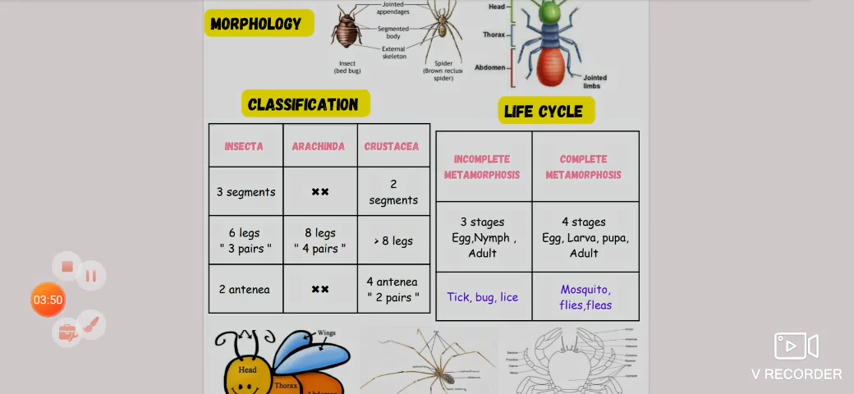 MORPHOLOGY
Jointed
appendages
Segmented
body
External
skeleton
Insect
(bed bug)
Spider
(Brown recluse
spider)
Head
Thorax
Abdomen
Jointed
limbs
CLASSIFICATION
INSECTA
ARACHINDA
CRUSTACEA
3 segments
××
2
segments
6 legs
" 3 pairs "
8 legs
" 4 pairs "
> 8 legs
2 antenea
××
4 antenea
" 2 pairs "
LIFE CYCLE
INCOMPLETE
METAMORPHOSIS
COMPLETE
METAMORPHOSIS
3 stages
Egg,Nymph ,
Adult
4 stages
Egg, Larva, pupa,
Adult
Tick, bug, lice
Mosquito,
flies,fleas
Wings
Head
Thorax
03:50
V RECORDER